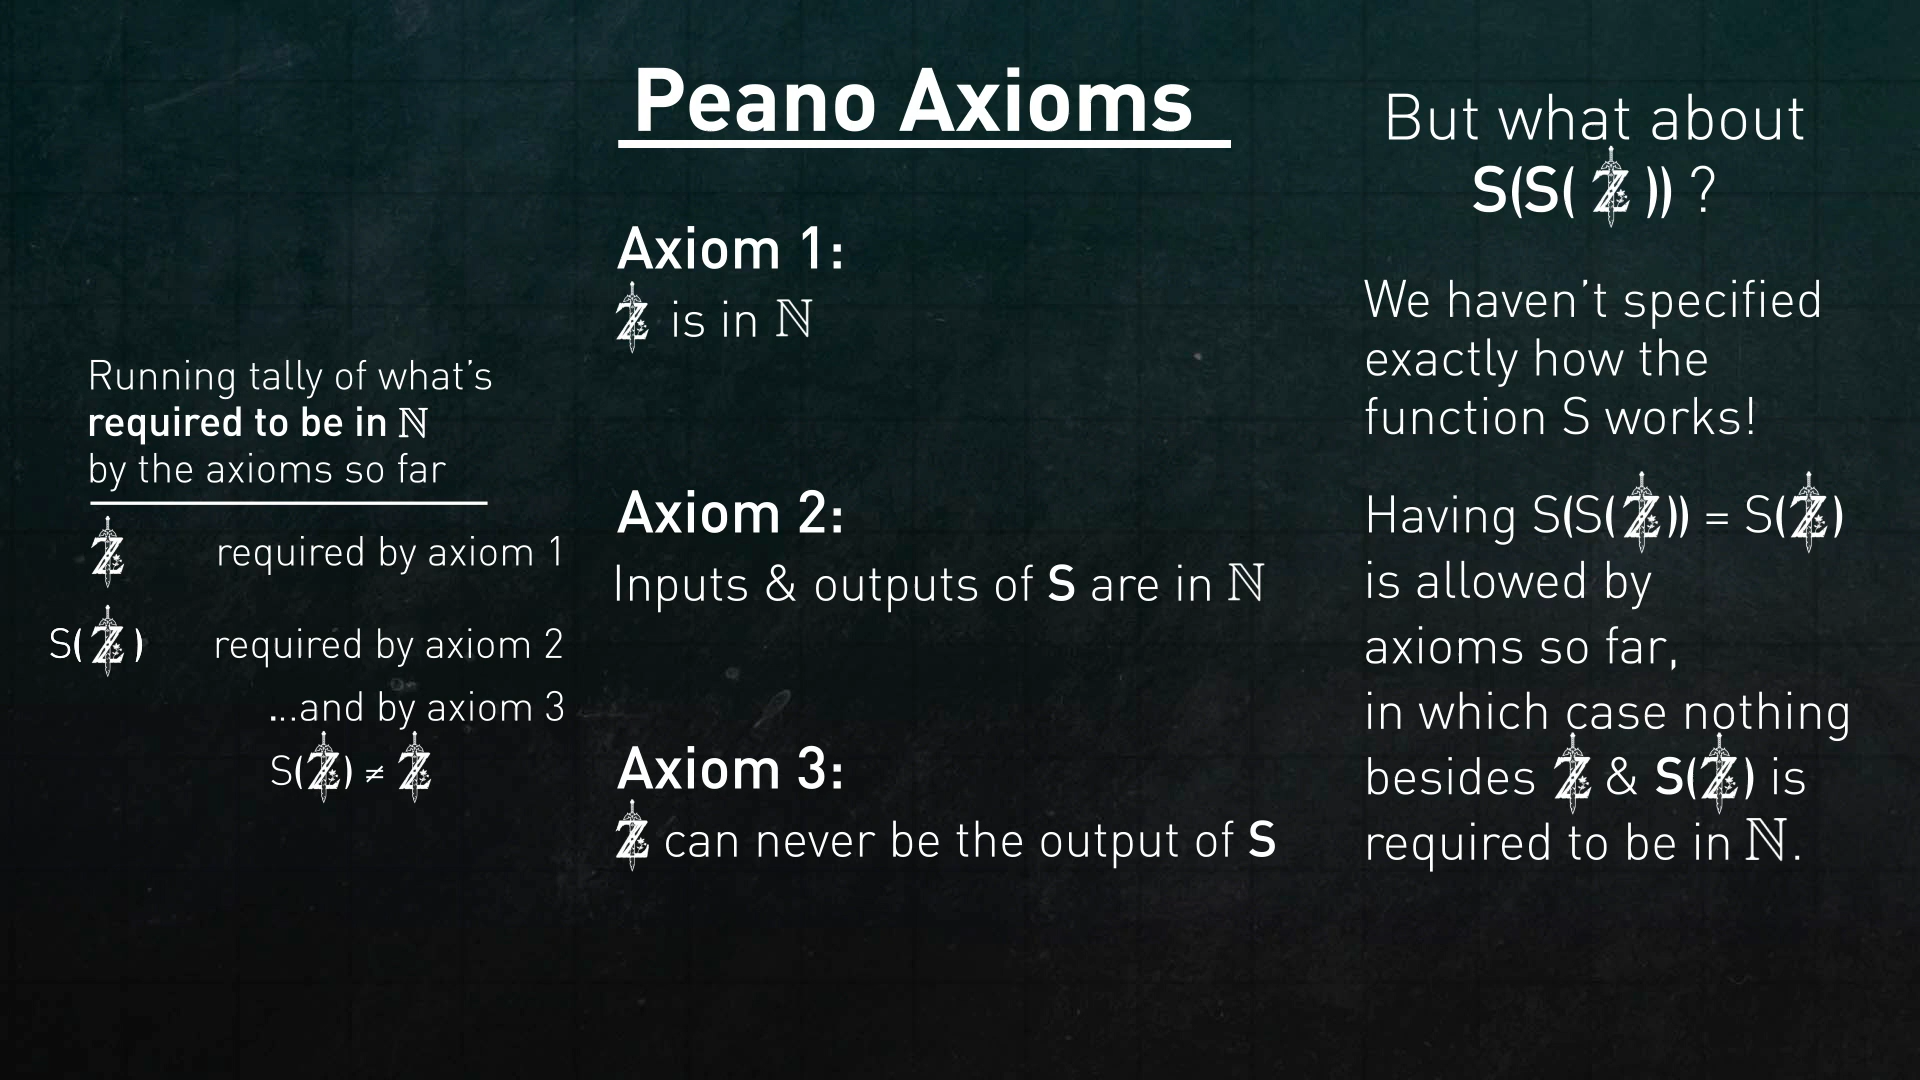 Peano Axioms
Running tally of what's
required to be in ℕ
by the axioms so far
Z required by axiom 1
S(Z) required by axiom 2
...and by axiom 3
S(Z) ≠ Z
Axiom 1:
Z is in ℕ
Axiom 2:
Inputs & outputs of S are in ℕ
Axiom 3:
Z can never be the output of S
But what about
S(S(Z)) ?
We haven't specified
exactly how the
function S works!
Having S(S(Z)) = S(Z)
is allowed by
axioms so far,
in which case nothing
besides Z & S(Z) is
required to be in ℕ.